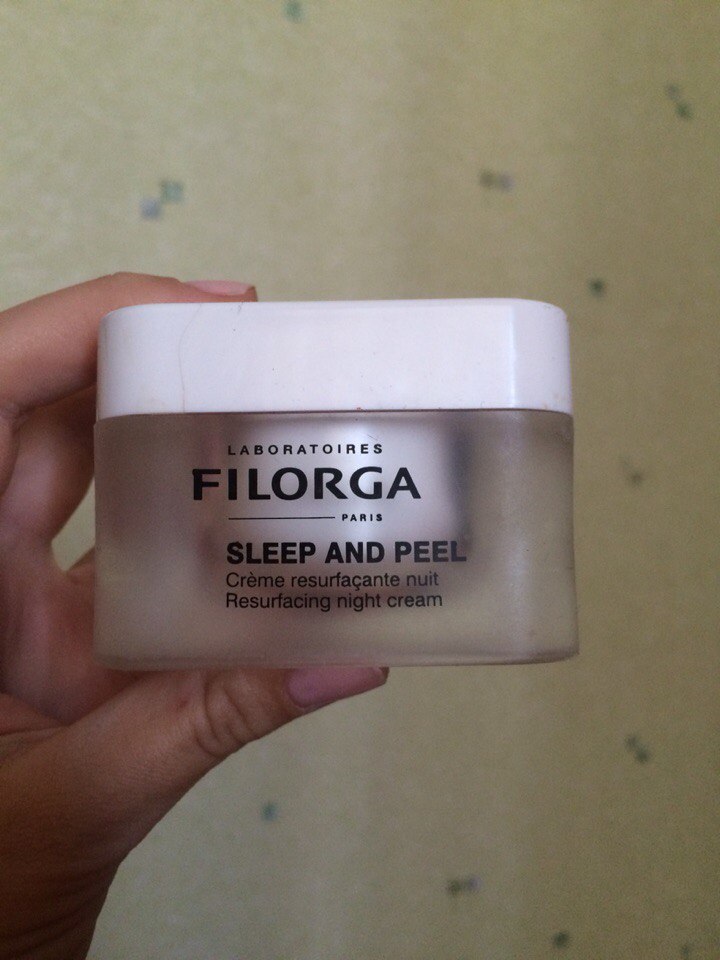 LABORATOIRES
FILORGA
PARIS
SLEEP AND PEEL
Crème resurfaçante nuit
Resurfacing night cream